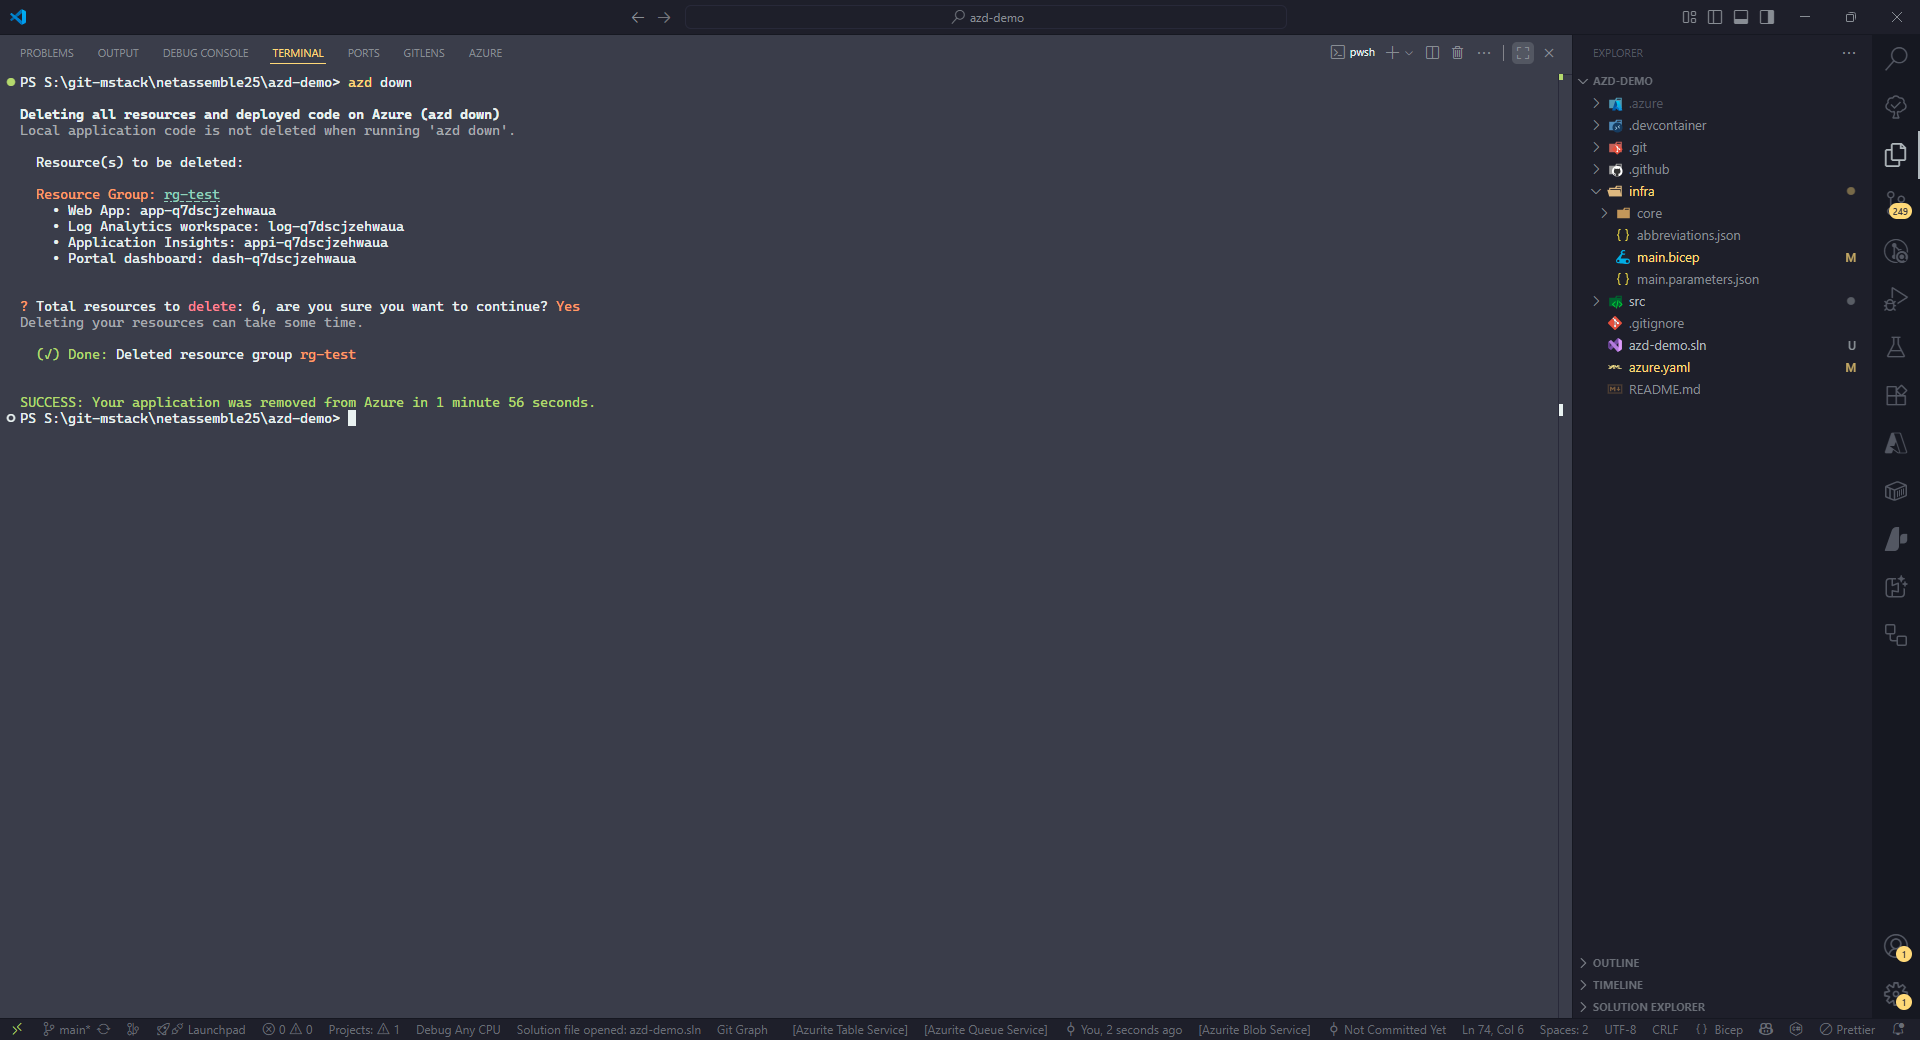 azd-demo
PROBLEMS OUTPUT DEBUG CONSOLE TERMINAL PORTS GITLENS AZURE
pwsh
PS S:\git-mstack\netassemble25\azd-demo> azd down
Deleting all resources and deployed code on Azure (azd down)
Local application code is not deleted when running 'azd down'.
Resource(s) to be deleted:
Resource Group: rg-test
• Web App: app-q7dscjzehwaua
• Log Analytics workspace: log-q7dscjzehwaua
• Application Insights: appi-q7dscjzehwaua
• Portal dashboard: dash-q7dscjzehwaua
? Total resources to delete: 6, are you sure you want to continue? Yes
Deleting your resources can take some time.
(✓) Done: Deleted resource group rg-test
SUCCESS: Your application was removed from Azure in 1 minute 56 seconds.
PS S:\git-mstack\netassemble25\azd-demo>
EXPLORER
AZD-DEMO
.azure
.devcontainer
.git
.github
infra
core
{ } abbreviations.json
main.bicep M
{ } main.parameters.json
src
.gitignore
azd-demo.sln U
azure.yaml M
README.md
OUTLINE
TIMELINE
SOLUTION EXPLORER
249
1
1
main* Launchpad 0 0 Projects: 1 Debug Any CPU Solution file opened: azd-demo.sln Git Graph [Azurite Table Service] [Azurite Queue Service] You, 2 seconds ago [Azurite Blob Service] Not Committed Yet Ln 74, Col 6 Spaces: 2 UTF-8 CRLF { } Bicep Prettier